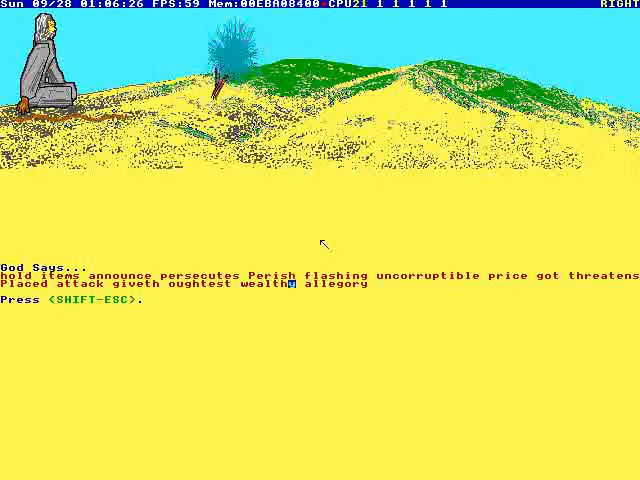 Sun 09/28 01:06:26 FPS:59 Mem:00EBA08400 CPU21 1 1 1 1 1 RIGHT
God Says...
hold items announce persecutes Perish flashing uncorruptible price got threatens
Placed attack giveth oughtest wealthy allegory
Press <SHIFT-ESC>.